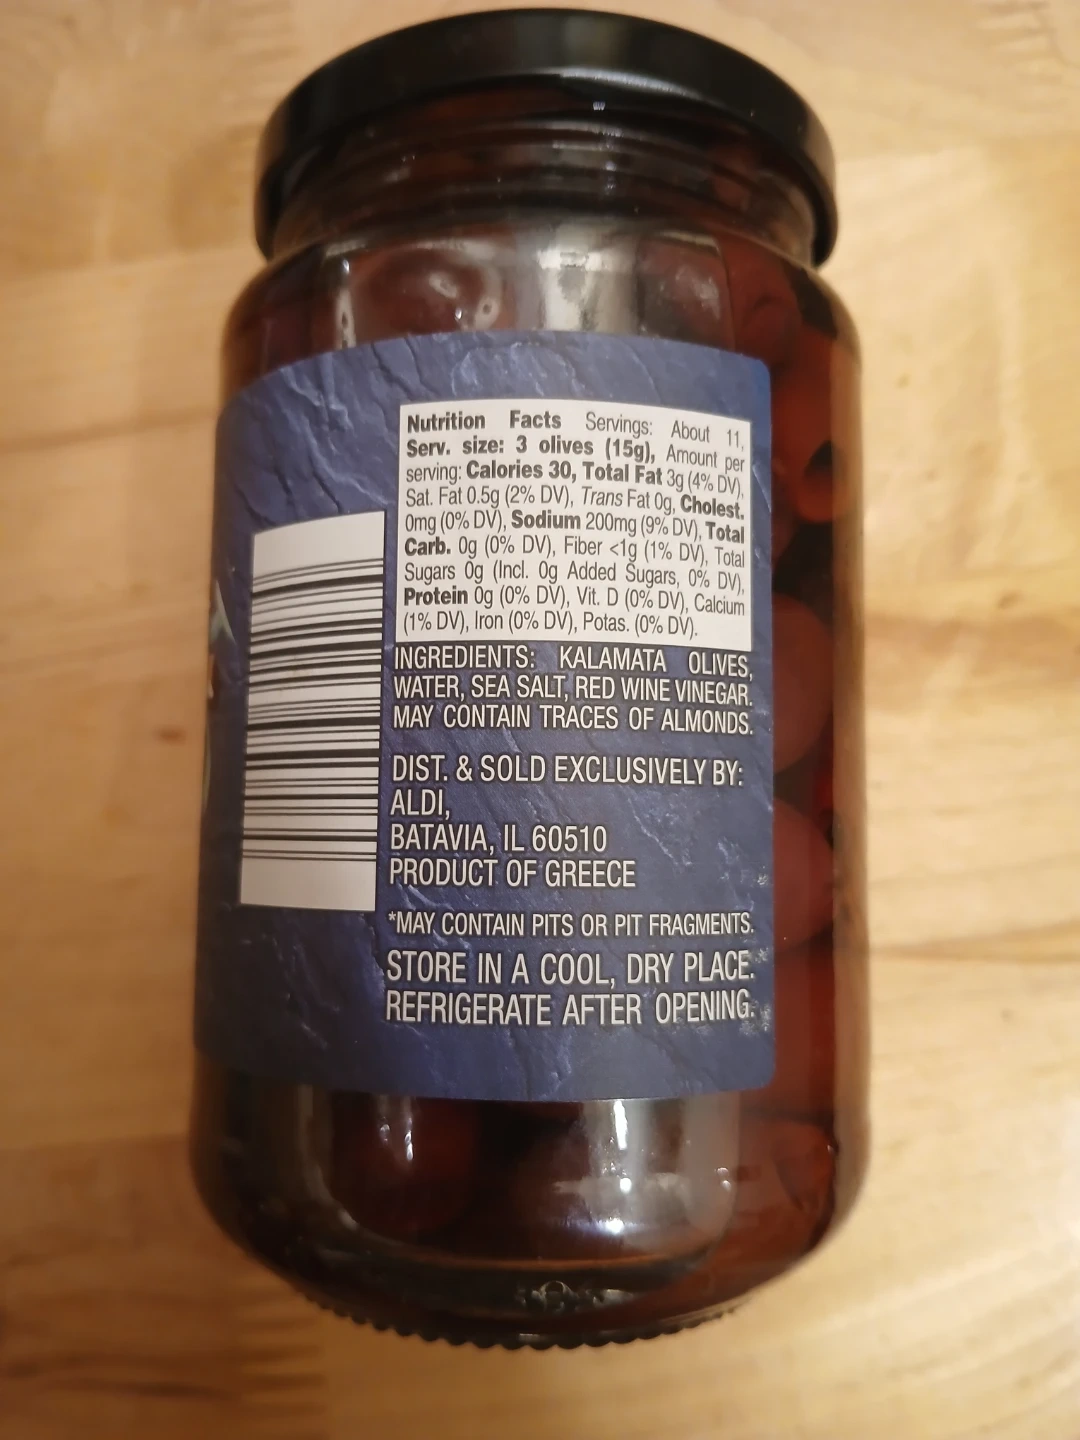 Nutrition Facts Servings: About 11,
Serv. size: 3 olives (15g), Amount per
serving: Calories 30, Total Fat 3g (4% DV),
Sat. Fat 0.5g (2% DV), Trans Fat 0g, Cholest.
0mg (0% DV), Sodium 200mg (9% DV), Total
Carb. 0g (0% DV), Fiber <1g (1% DV), Total
Sugars 0g (Incl. 0g Added Sugars, 0% DV),
Protein 0g (0% DV), Vit. D (0% DV), Calcium
(1% DV), Iron (0% DV), Potas. (0% DV).
INGREDIENTS: KALAMATA OLIVES,
WATER, SEA SALT, RED WINE VINEGAR.
MAY CONTAIN TRACES OF ALMONDS.
DIST. & SOLD EXCLUSIVELY BY:
ALDI,
BATAVIA, IL 60510
PRODUCT OF GREECE
*MAY CONTAIN PITS OR PIT FRAGMENTS.
STORE IN A COOL, DRY PLACE.
REFRIGERATE AFTER OPENING.